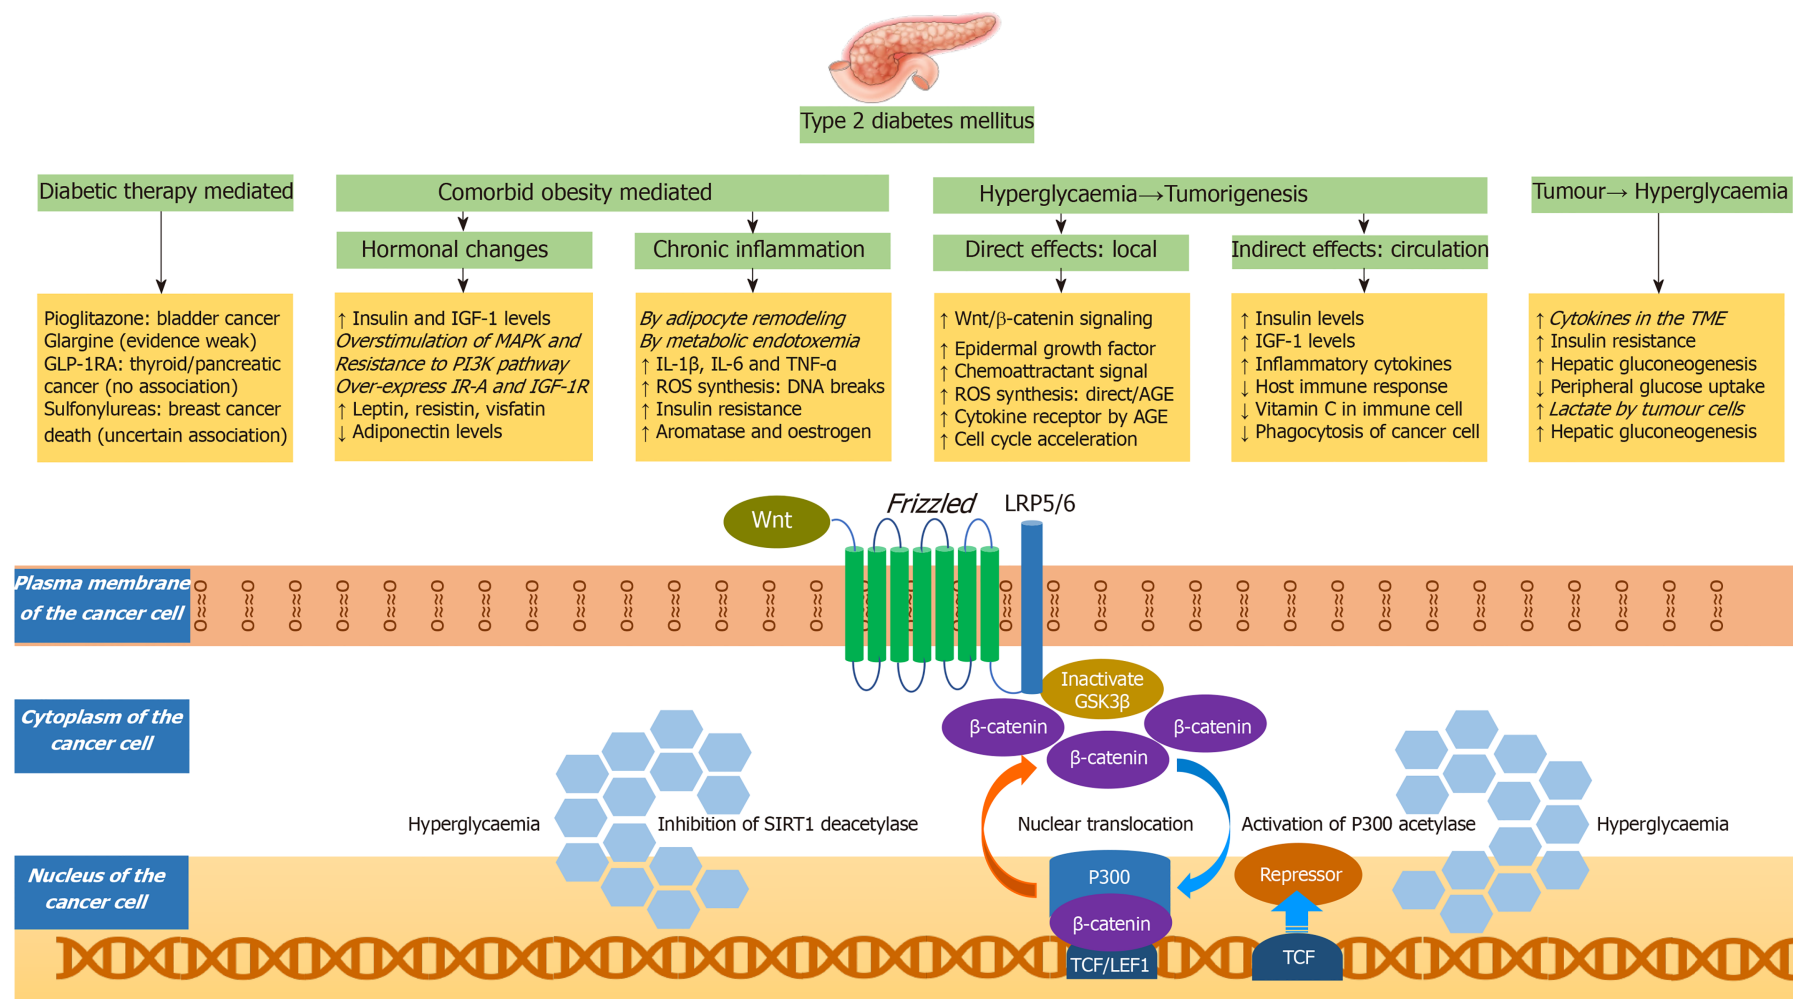 Type 2 diabetes mellitus
Diabetic therapy mediated
Comorbid obesity mediated
Hyperglycaemia→Tumorigenesis
Tumour→ Hyperglycaemia
Hormonal changes
Chronic inflammation
Direct effects: local
Indirect effects: circulation
Pioglitazone: bladder cancer
Glargine (evidence weak)
GLP-1RA: thyroid/pancreatic
cancer (no association)
Sulfonylureas: breast cancer
death (uncertain association)
↑ Insulin and IGF-1 levels
Overstimulation of MAPK and
Resistance to PI3K pathway
Over-express IR-A and IGF-1R
↑ Leptin, resistin, visfatin
↓ Adiponectin levels
By adipocyte remodeling
By metabolic endotoxemia
↑ IL-1β, IL-6 and TNF-α
↑ ROS synthesis: DNA breaks
↑ Insulin resistance
↑ Aromatase and oestrogen
↑ Wnt/β-catenin signaling
↑ Epidermal growth factor
↑ Chemoattractant signal
↑ ROS synthesis: direct/AGE
↑ Cytokine receptor by AGE
↑ Cell cycle acceleration
↑ Insulin levels
↑ IGF-1 levels
↑ Inflammatory cytokines
↓ Host immune response
↓ Vitamin C in immune cell
↓ Phagocytosis of cancer cell
↑ Cytokines in the TME
↑ Insulin resistance
↑ Hepatic gluconeogenesis
↓ Peripheral glucose uptake
↑ Lactate by tumour cells
↑ Hepatic gluconeogenesis
Wnt
Frizzled
LRP5/6
Plasma membrane
of the cancer cell
Inactivate
GSK3β
Cytoplasm of the
cancer cell
β-catenin
β-catenin
β-catenin
Hyperglycaemia
Inhibition of SIRT1 deacetylase
Nuclear translocation
Activation of P300 acetylase
Hyperglycaemia
Nucleus of the
cancer cell
P300
Repressor
β-catenin
TCF/LEF1
TCF